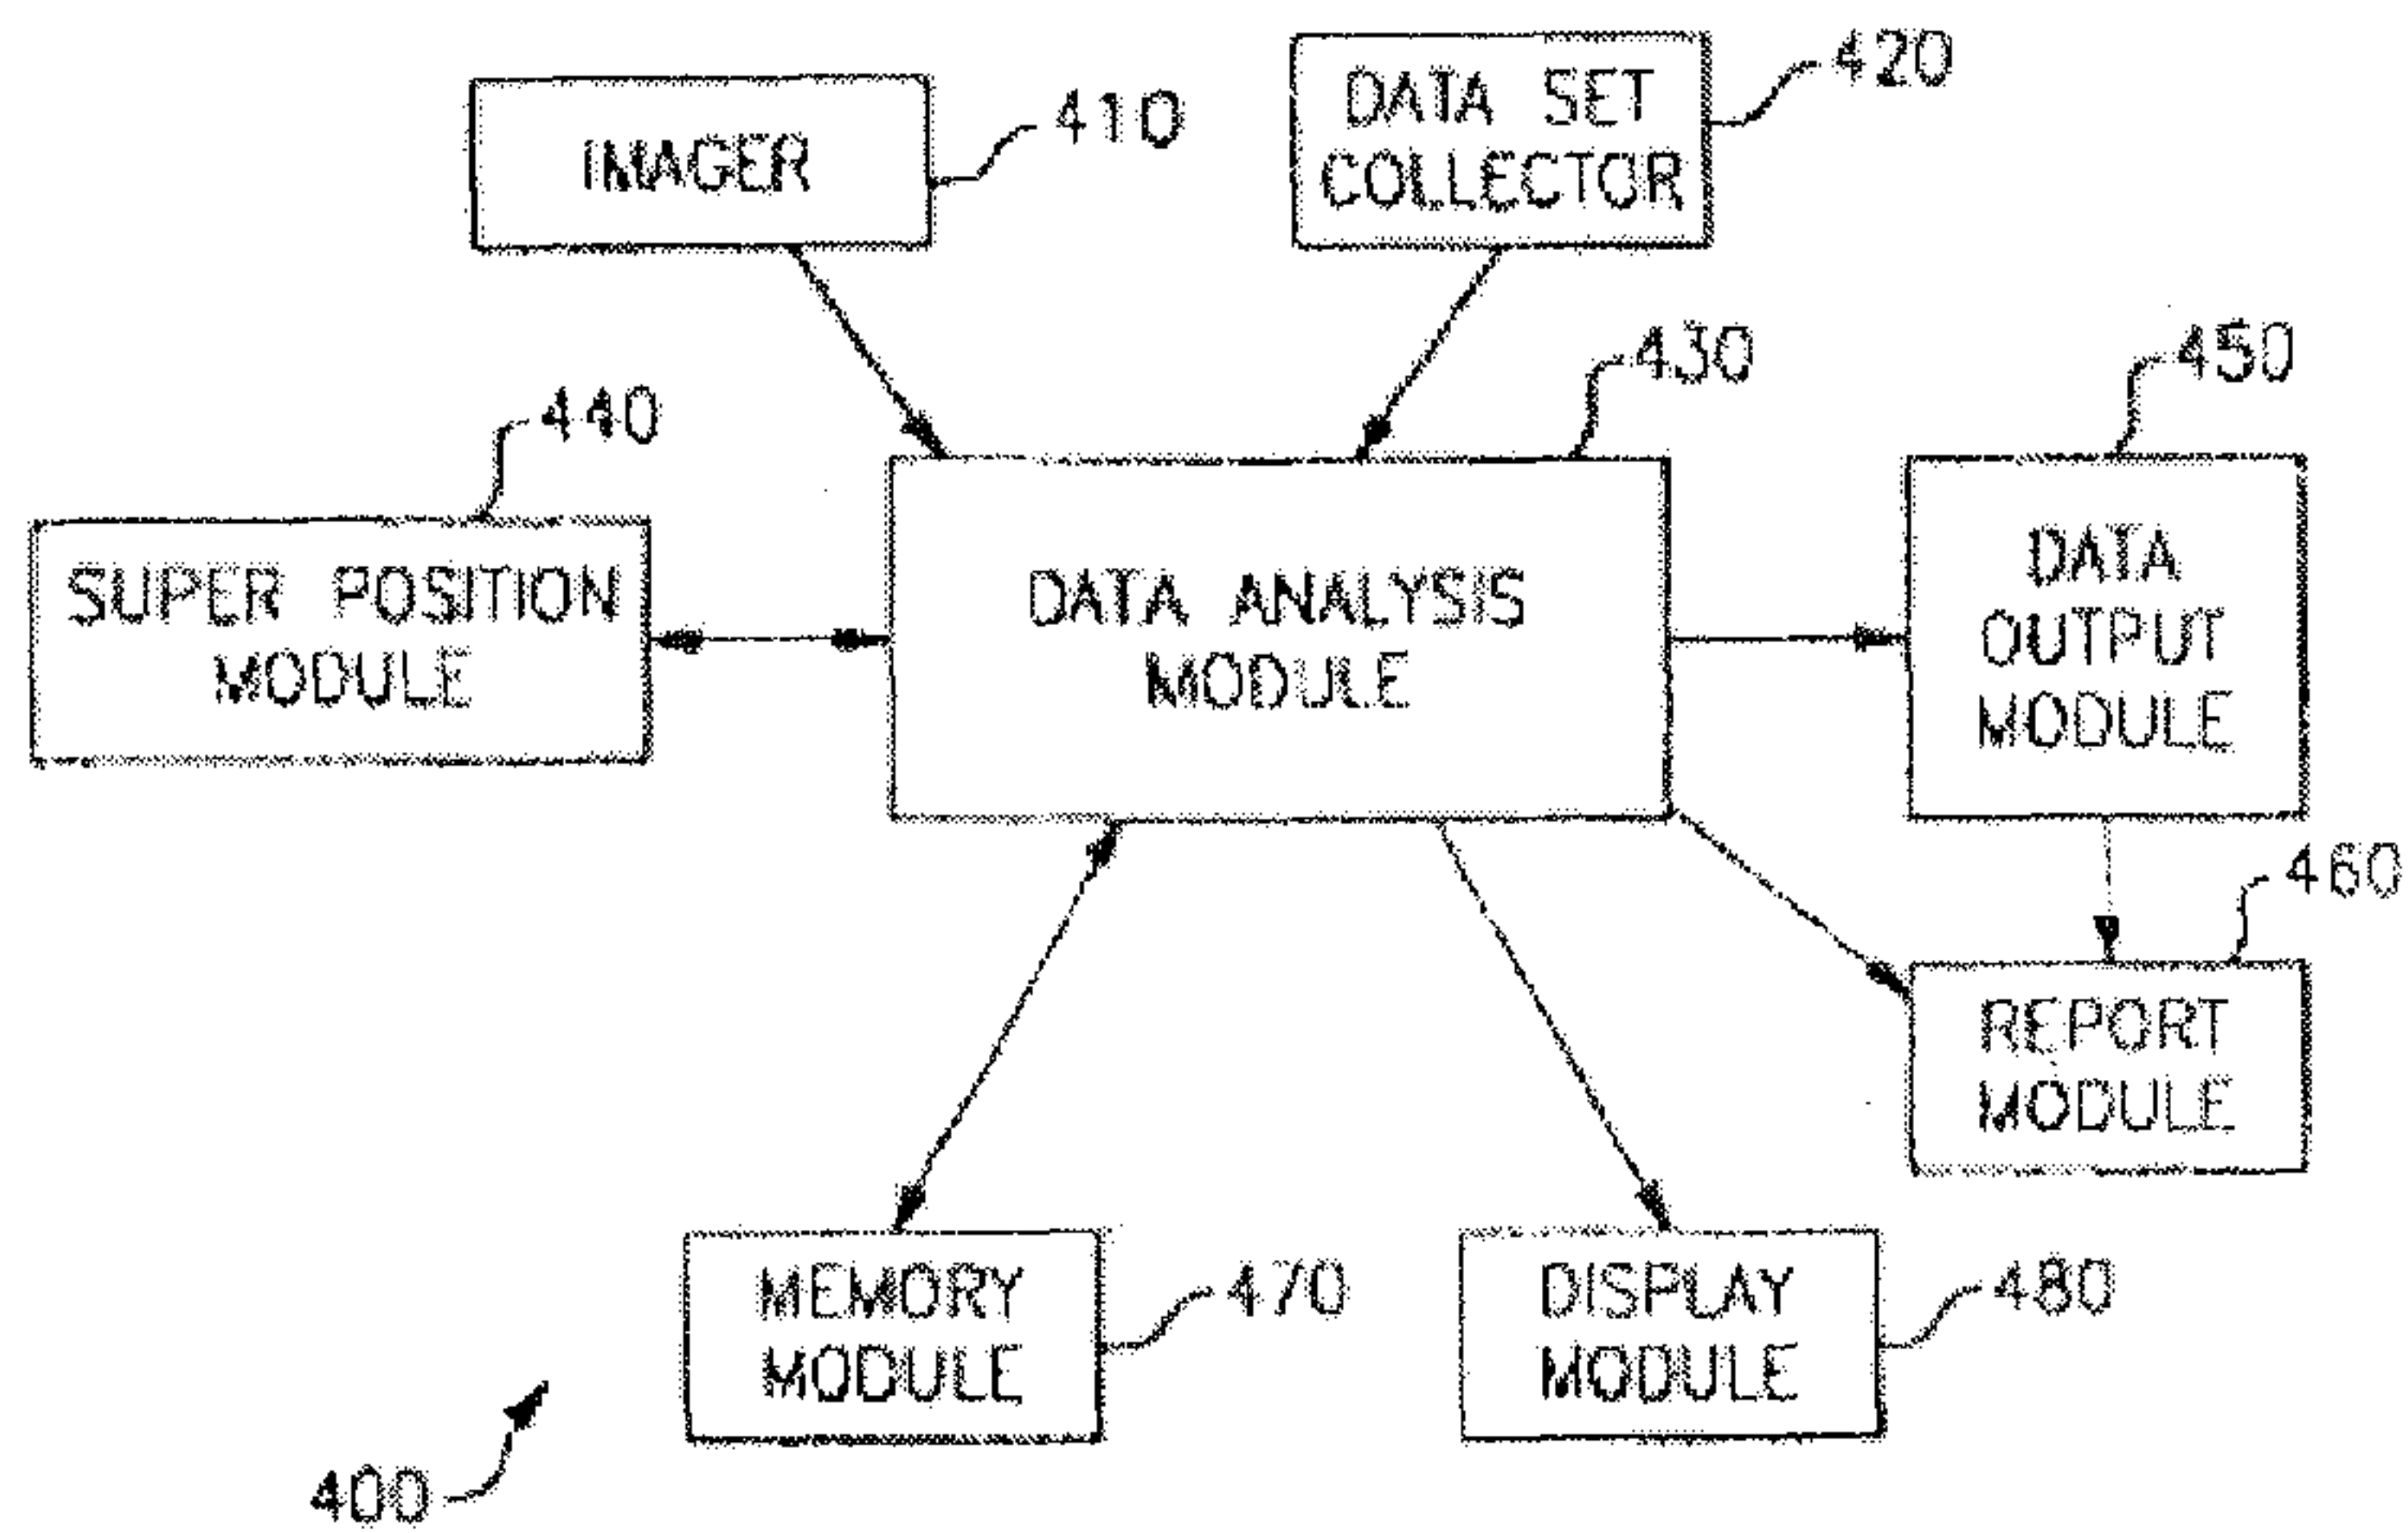 IMAGER
410
DATA SET
COLLECTOR
420
430
450
440
SUPER POSITION
MODULE
DATA ANALYSIS
MODULE
DATA
OUTPUT
MODULE
460
REPORT
MODULE
MEMORY
MODULE
470
DISPLAY
MODULE
480
400